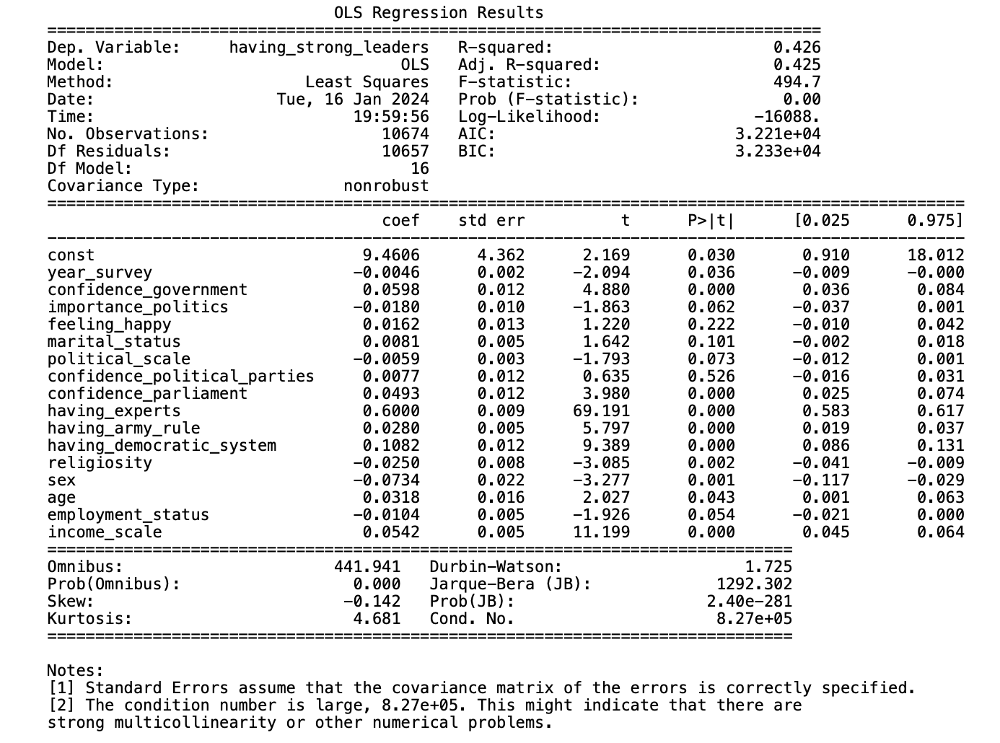 OLS Regression Results
==============================================================================
Dep. Variable: having_strong_leaders R-squared: 0.426
Model: OLS Adj. R-squared: 0.425
Method: Least Squares F-statistic: 494.7
Date: Tue, 16 Jan 2024 Prob (F-statistic): 0.00
Time: 19:59:56 Log-Likelihood: -16088.
No. Observations: 10674 AIC: 3.221e+04
Df Residuals: 10657 BIC: 3.233e+04
Df Model: 16
Covariance Type: nonrobust
==============================================================================
coef std err t P>|t| [0.025 0.975]
------------------------------------------------------------------------------
const 9.4606 4.362 2.169 0.030 0.910 18.012
year_survey -0.0046 0.002 -2.094 0.036 -0.009 -0.000
confidence_government 0.0598 0.012 4.880 0.000 0.036 0.084
importance_politics -0.0180 0.010 -1.863 0.062 -0.037 0.001
feeling_happy 0.0162 0.013 1.220 0.222 -0.010 0.042
marital_status 0.0081 0.005 1.642 0.101 -0.002 0.018
political_scale -0.0059 0.003 -1.793 0.073 -0.012 0.001
confidence_political_parties 0.0077 0.012 0.635 0.526 -0.016 0.031
confidence_parliament 0.0493 0.012 3.980 0.000 0.025 0.074
having_experts 0.6000 0.009 69.191 0.000 0.583 0.617
having_army_rule 0.0280 0.005 5.797 0.000 0.019 0.037
having_democratic_system 0.1082 0.012 9.389 0.000 0.086 0.131
religiosity -0.0250 0.008 -3.085 0.002 -0.041 -0.009
sex -0.0734 0.022 -3.277 0.001 -0.117 -0.029
age 0.0318 0.016 2.027 0.043 0.001 0.063
employment_status -0.0104 0.005 -1.926 0.054 -0.021 0.000
income_scale 0.0542 0.005 11.199 0.000 0.045 0.064
==============================================================================
Omnibus: 441.941 Durbin-Watson: 1.725
Prob(Omnibus): 0.000 Jarque-Bera (JB): 1292.302
Skew: -0.142 Prob(JB): 2.40e-281
Kurtosis: 4.681 Cond. No. 8.27e+05
==============================================================================
Notes:
[1] Standard Errors assume that the covariance matrix of the errors is correctly specified.
[2] The condition number is large, 8.27e+05. This might indicate that there are
strong multicollinearity or other numerical problems.